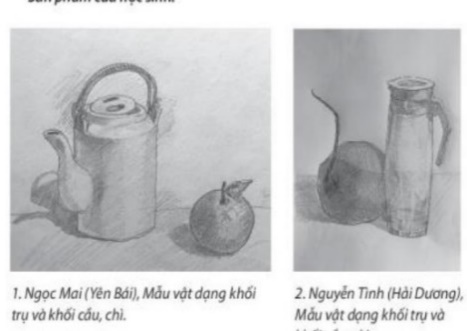 Sản phẩm của học sinh.
1. Ngọc Mai (Yên Bái), Mẫu vật dạng khối
trụ và khối cầu, chì.
2. Nguyễn Tình (Hải Dương),
Mẫu vật dạng khối trụ và